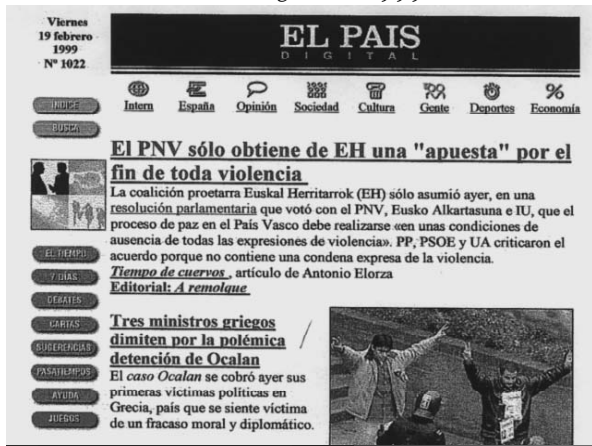 Viernes
19 febrero
1999
Nº 1022
EL PAIS
DIGITAL
Intern España Opinión Sociedad Cultura Gente Deportes Economía
INDICE
BUSCA
El PNV sólo obtiene de EH una "apuesta" por el
fin de toda violencia
La coalición proetarra Euskal Herritarrok (EH) sólo asumió ayer, en una
resolución parlamentaria que votó con el PNV, Eusko Alkartasuna e IU, que el
proceso de paz en el País Vasco debe realizarse «en unas condiciones de
ausencia de todas las expresiones de violencia». PP, PSOE y UA criticaron el
acuerdo porque no contiene una condena expresa de la violencia.
Tiempo de cuervos, artículo de Antonio Elorza
Editorial: A remolque
EL TIEMPO
7 DIAS
DEBATES
CARTAS
SUGERENCIAS
PASATIEMPOS
AYUDA
JUEGOS
Tres ministros griegos
dimiten por la polémica
detención de Ocalan
El caso Ocalan se cobró ayer sus
primeras víctimas políticas en
Grecia, país que se siente víctima
de un fracaso moral y diplomático.